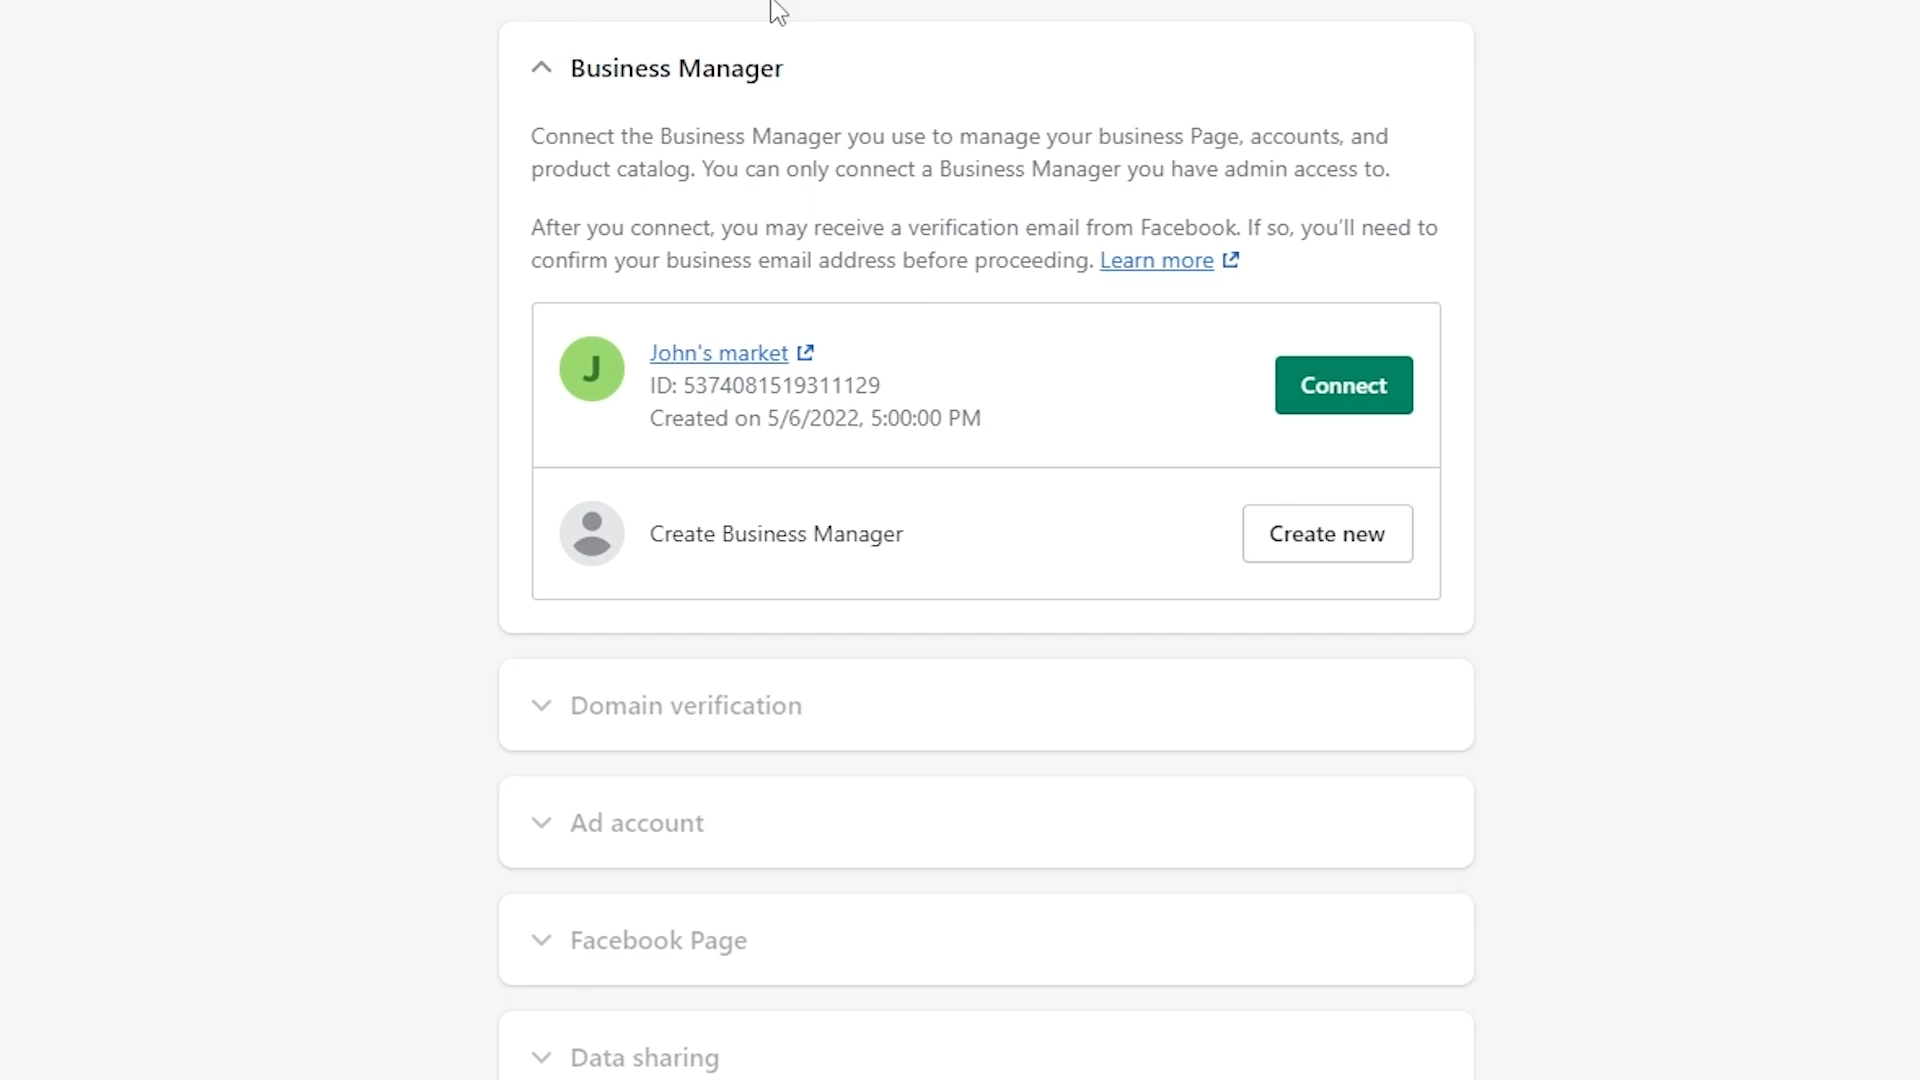 Business Manager
Connect the Business Manager you use to manage your business Page, accounts, and
product catalog. You can only connect a Business Manager you have admin access to.
After you connect, you may receive a verification email from Facebook. If so, you’ll need to
confirm your business email address before proceeding. Learn more
J
John's market
ID: 5374081519311129
Created on 5/6/2022, 5:00:00 PM
Connect
Create Business Manager
Create new
Domain verification
Ad account
Facebook Page
Data sharing